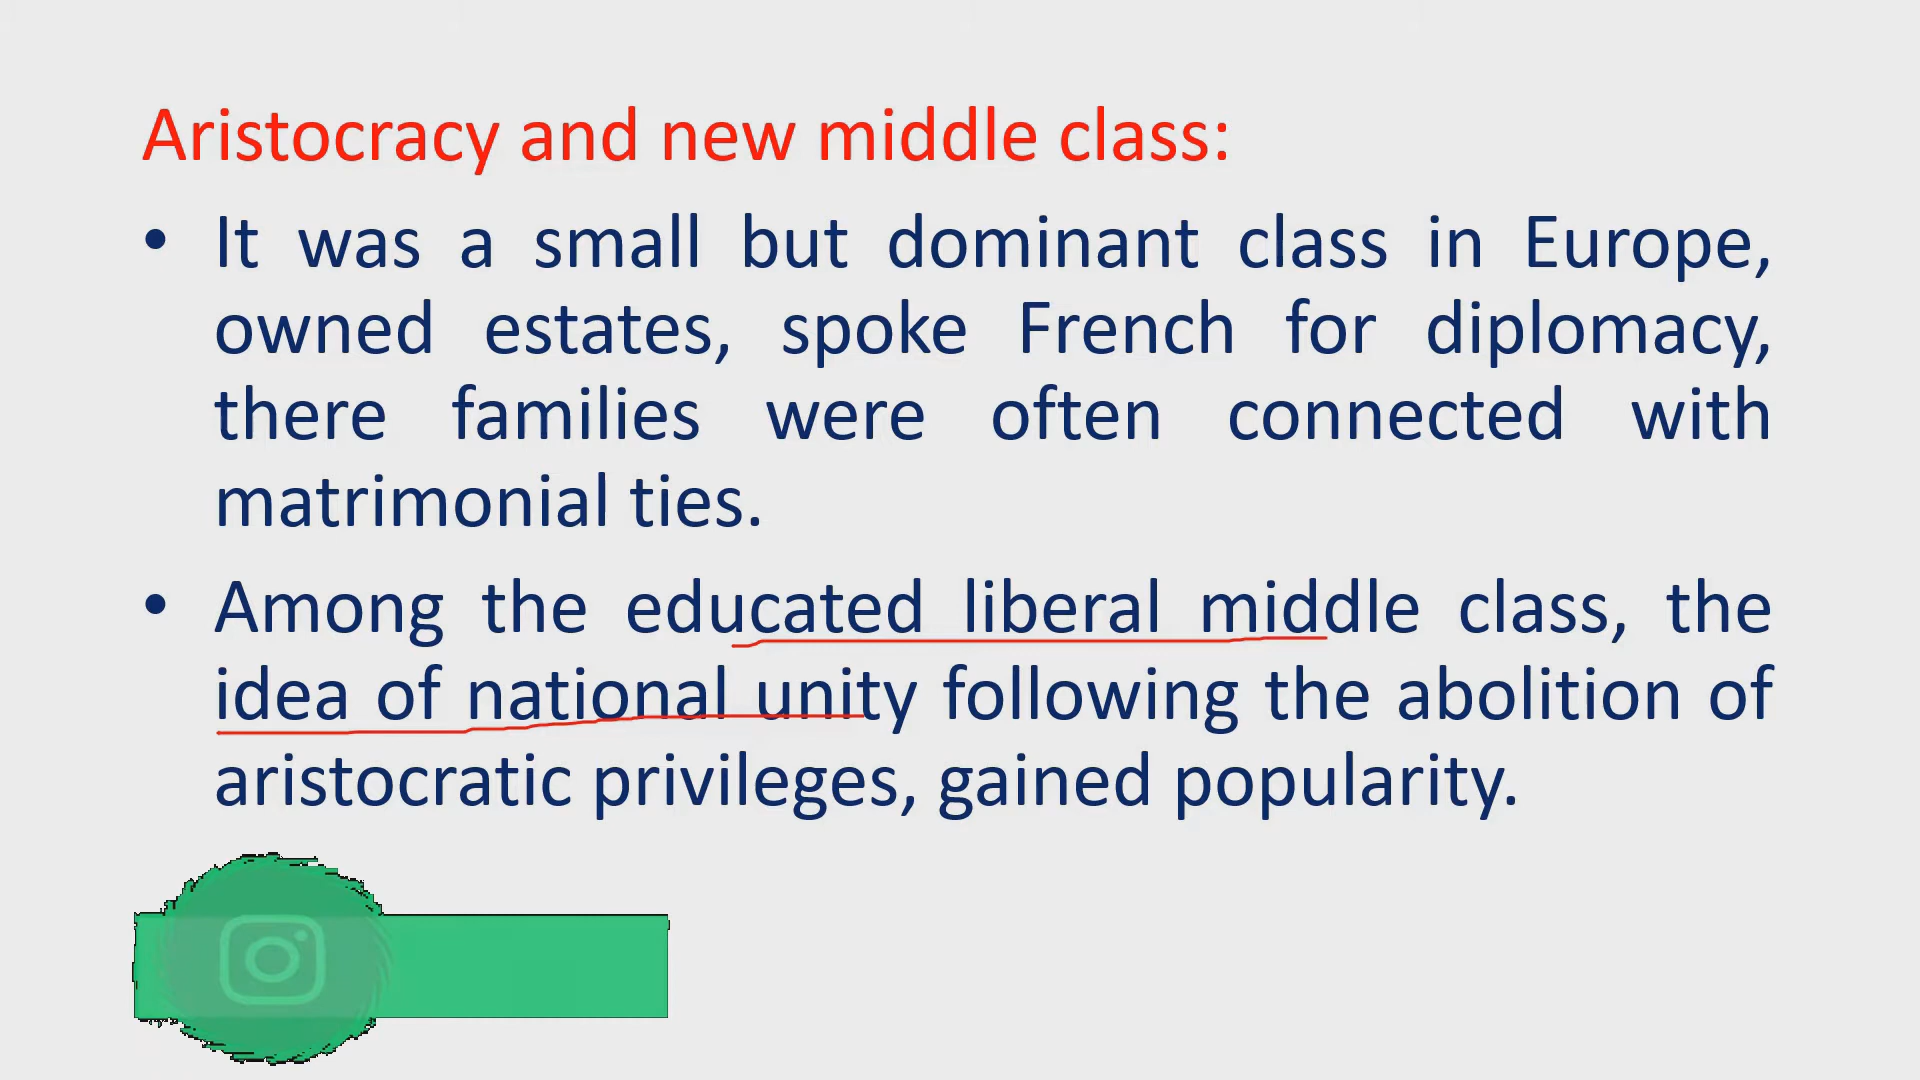 Aristocracy and new middle class:
• It was a small but dominant class in Europe,
owned estates, spoke French for diplomacy,
there families were often connected with
matrimonial ties.
• Among the educated liberal middle class, the
idea of national unity following the abolition of
aristocratic privileges, gained popularity.